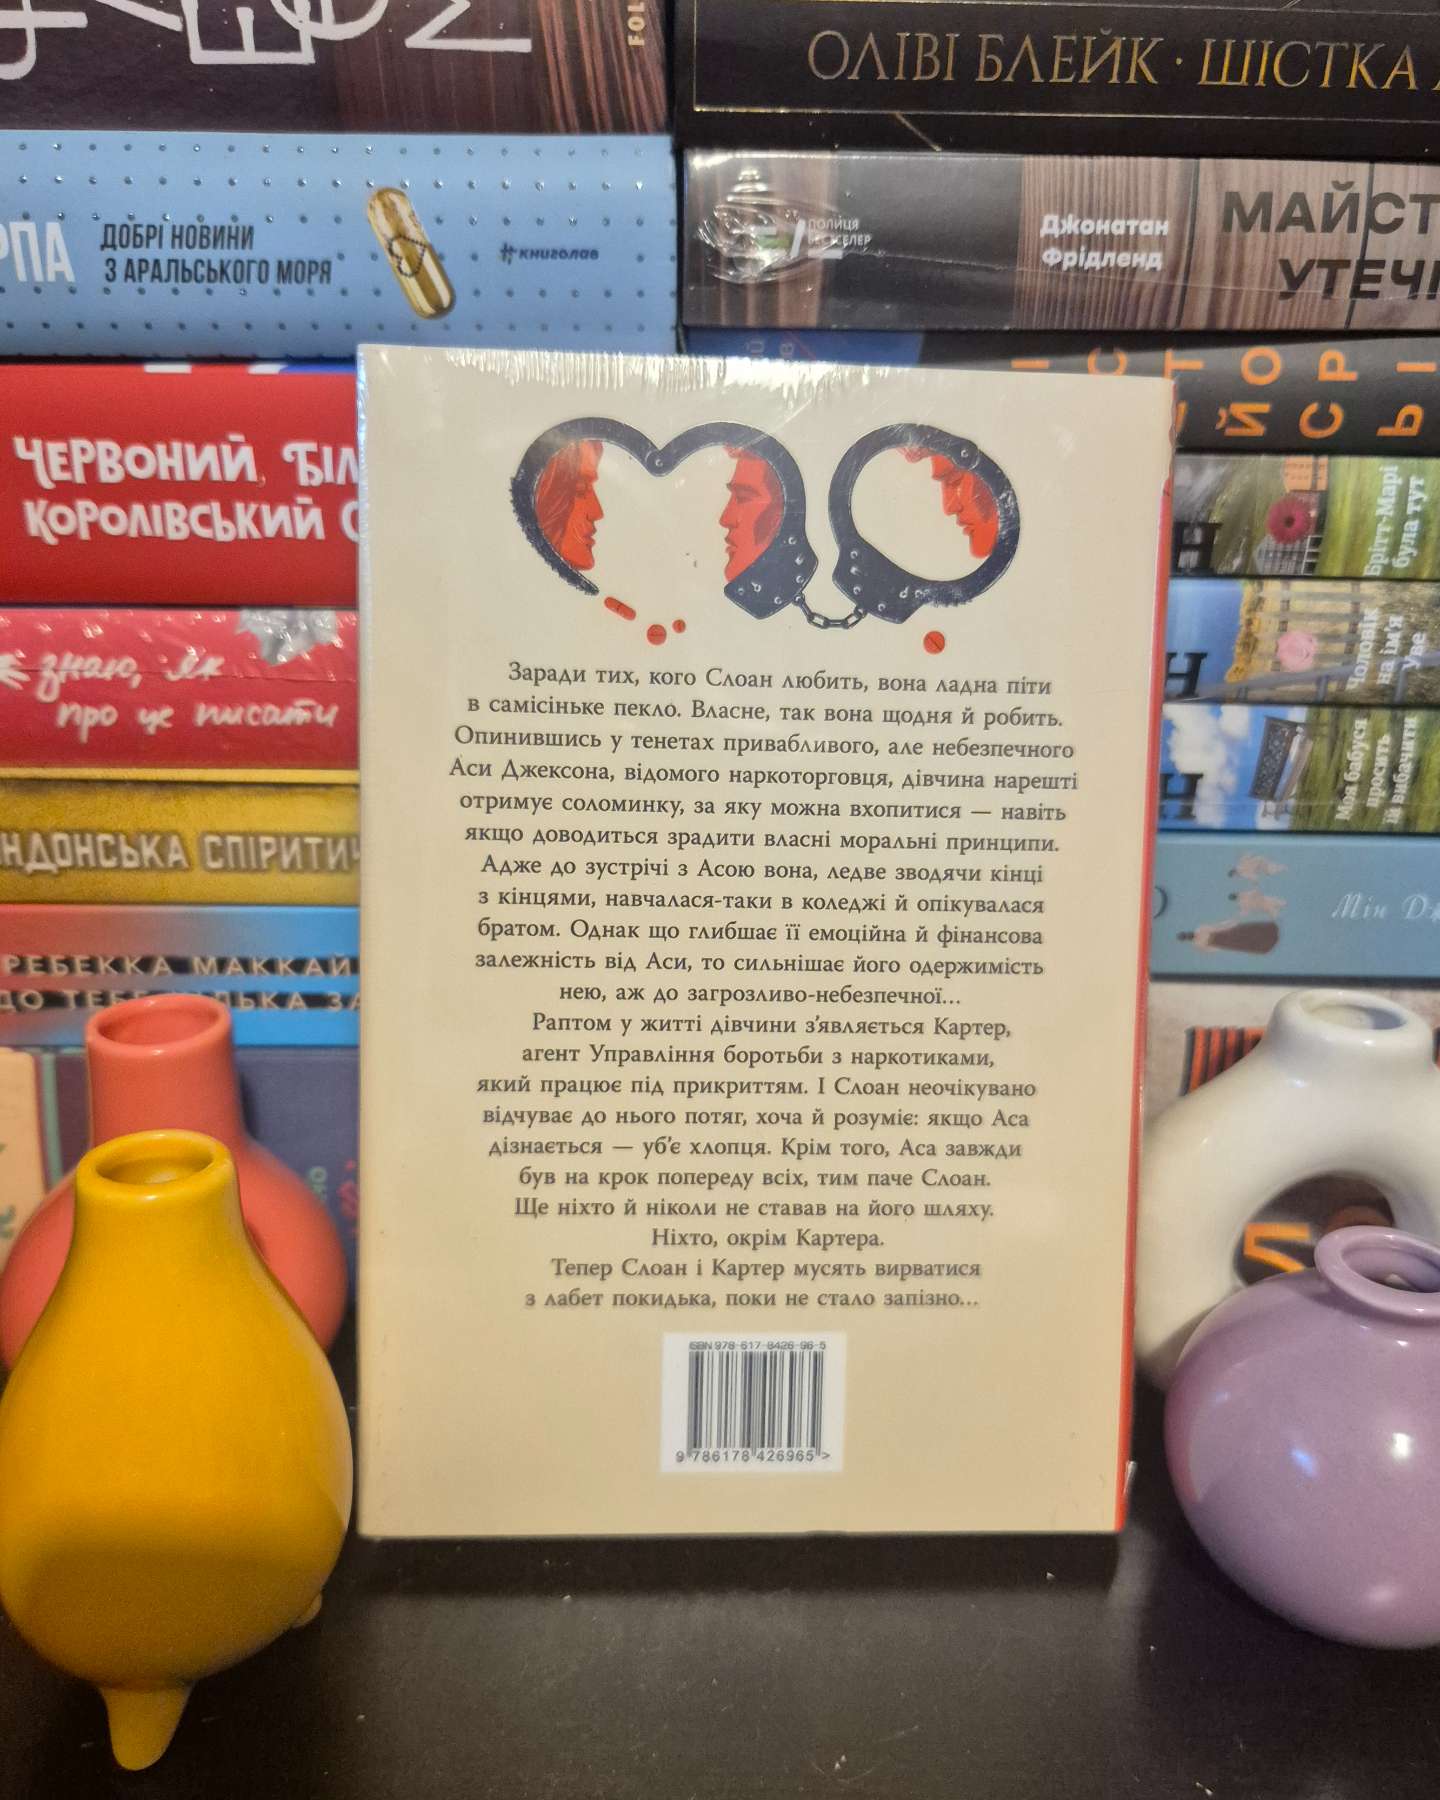 FOL
ОЛІВІ БЛЕЙК · ШІСТКА
ДОБРІ НОВИНИ
З АРАЛЬСЬКОГО МОРЯ
#книголав
ПОЛИЦЯ
БЕСТСЕЛЕР
Джонатан
Фрідленд
МАЙСТ
УТЕЧІ
ЧЕРВОНИЙ, БІЛ
КОРОЛІВСЬКИЙ С
знаю, як
про це писати
НДОНСЬКА СПІРИТИЧ
РЕБЕККА МАККАЙ
ДО ТЕБЕ
ЗА
Брітт-Марі
була тут
Чоловік
на ім'я
Уве
Моя бабуся
просить
вибачити
Мін Дж
Заради тих, кого Слоан любить, вона ладна піти
в самісіньке пекло. Власне, так вона щодня й робить.
Опинившись у тенетах привабливого, але небезпечного
Аси Джексона, відомого наркоторговця, дівчина нарешті
отримує соломинку, за яку можна вхопитися — навіть
якщо доводиться зрадити власні моральні принципи.
Адже до зустрічі з Асою вона, ледве зводячи кінці
з кінцями, навчалася-таки в коледжі й опікувалася
братом. Однак що глибшає її емоційна й фінансова
залежність від Аси, то сильнішає його одержимість
нею, аж до загрозливо-небезпечної...
Раптом у житті дівчини з'являється Картер,
агент Управління боротьби з наркотиками,
який працює під прикриттям. І Слоан неочікувано
відчуває до нього потяг, хоча й розуміє: якщо Аса
дізнається — уб'є хлопця. Крім того, Аса завжди
був на крок попереду всіх, тим паче Слоан.
Ще ніхто й ніколи не ставав на його шляху.
Ніхто, окрім Картера.
Тепер Слоан і Картер мусять вирватися
з лабет покидька, поки не стало запізно...
ISBN 978-617-8426-96-5
9 786178 426965 >